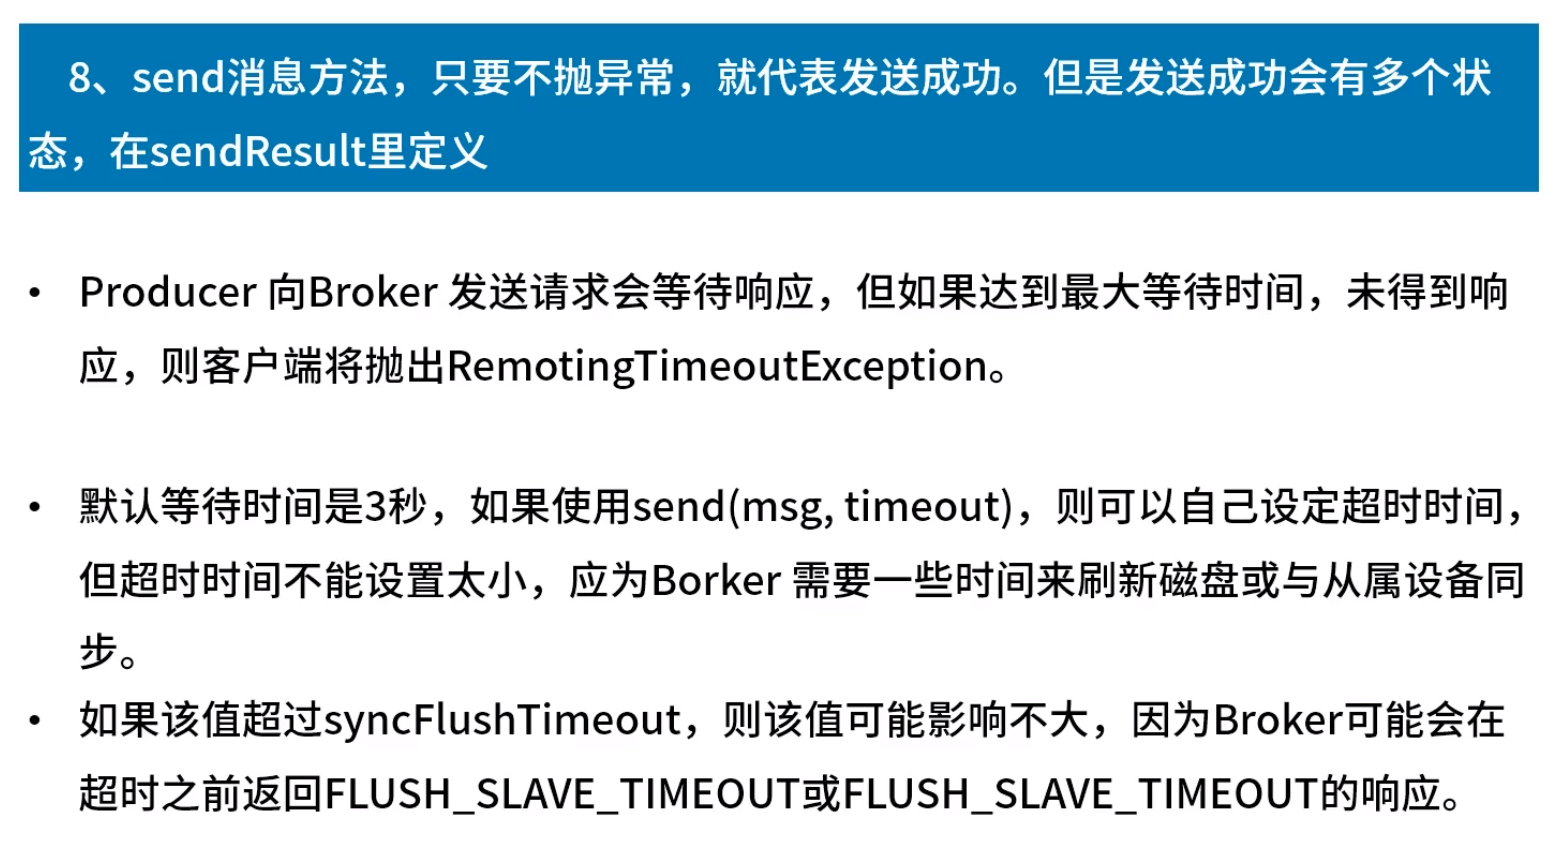 8、send消息方法，只要不抛异常，就代表发送成功。但是发送成功会有多个状
态，在sendResult里定义
• Producer 向Broker 发送请求会等待响应，但如果达到最大等待时间，未得到响
应，则客户端将抛出RemotingTimeoutException。
• 默认等待时间是3秒，如果使用send(msg, timeout)，则可以自己设定超时时间，
但超时时间不能设置太小，应为Borker 需要一些时间来刷新磁盘或与从属设备同
步。
• 如果该值超过syncFlushTimeout，则该值可能影响不大，因为Broker可能会在
超时之前返回FLUSH_SLAVE_TIMEOUT或FLUSH_SLAVE_TIMEOUT的响应。